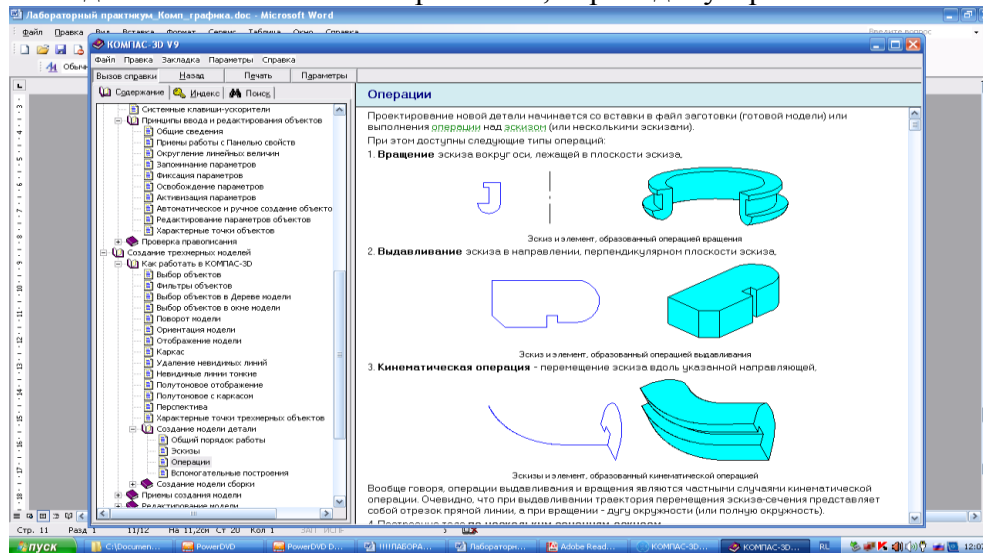 Лабораторный практикум_Комп_графика.doc - Microsoft Word
Файл Правка Вид Вставка Формат Сервис Таблица Окно Справка
Введите вопрос
КОМПАС-3D V9
Файл Правка Закладка Параметры Справка
Вызов справки Назад Печать Параметры
Содержание Индекс Поиск
Системные клавиши-ускорители
Принципы ввода и редактирования объектов
Общие сведения
Приемы работы с Панелью свойств
Округление линейных величин
Запоминание параметров
Фиксация параметров
Освобождение параметров
Активизация параметров
Автоматическое и ручное создание объекто
Редактирование параметров объектов
Характерные точки объектов
Проверка правописания
Создание трехмерных моделей
Как работать в КОМПАС-3D
Выбор объектов
Фильтры объектов
Выбор объектов в Дереве модели
Выбор объектов в окне модели
Поворот модели
Ориентация модели
Отображение модели
Каркас
Удаление невидимых линий
Невидимые линии тонкие
Полутоновое отображение
Полутоновое с каркасом
Перспектива
Характерные точки трехмерных объектов
Создание модели детали
Общий порядок работы
Эскизы
Операции
Вспомогательные построения
Создание модели сборки
Приемы создания модели
Редактирование модели
Операции
Проектирование новой детали начинается со вставки в файл заготовки (готовой модели) или
выполнения операции над эскизом (или несколькими эскизами).
При этом доступны следующие типы операций:
1. Вращение эскиза вокруг оси, лежащей в плоскости эскиза,
Эскиз и элемент, образованный операцией вращения
2. Выдавливание эскиза в направлении, перпендикулярном плоскости эскиза,
Эскиз и элемент, образованный операцией выдавливания
3. Кинематическая операция - перемещение эскиза вдоль указанной направляющей,
Эскизы и элемент, образованный кинематической операцией
Вообще говоря, операции выдавливания и вращения являются частными случаями кинематической
операции. Очевидно, что при выдавливании траектория перемещения эскиза-сечения представляет
собой отрезок прямой линии, а при вращении - дугу окружности (или полную окружность).
Стр. 11 Разд 1 11/12 На 11,2см Ст 20 Кол 1 ЗАП ИСПР
пуск C:\Documen... PowerDVD PowerDVD D... !!!!ЛАБОРА... Лабораторн... Adobe Read... КОМПАС-3D... КОМПАС-3D... RL 12:07